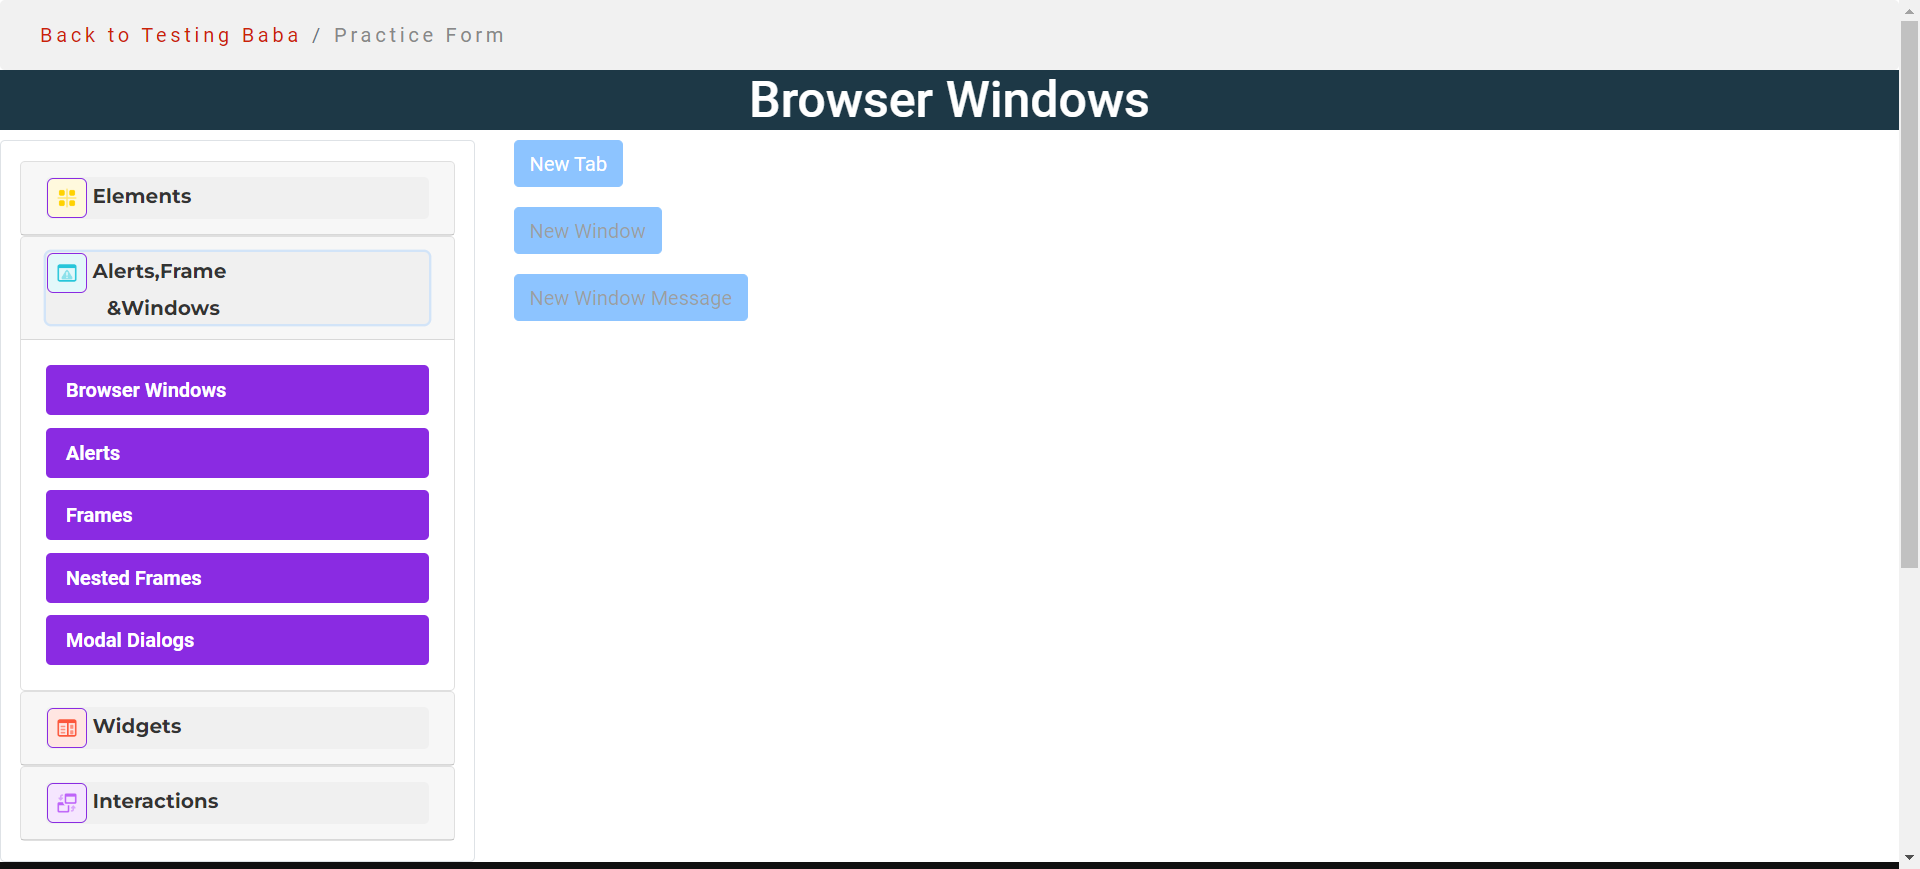 Back to Testing Baba / Practice Form
Browser Windows
Elements
Alerts,Frame
&Windows
Browser Windows
Alerts
Frames
Nested Frames
Modal Dialogs
Widgets
Interactions
New Tab
New Window
New Window Message